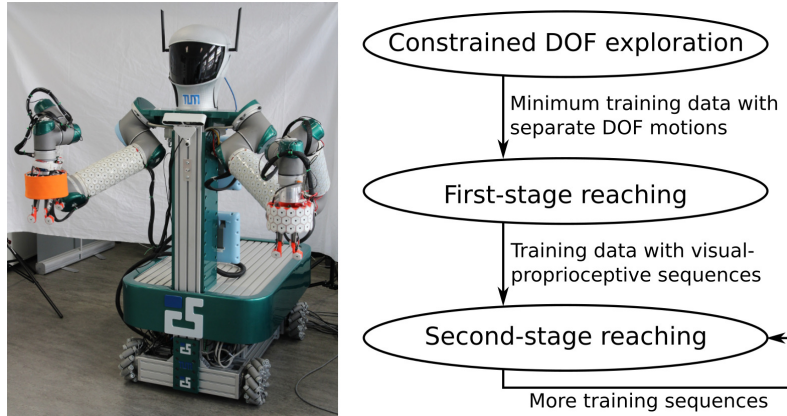 TUM
Constrained DOF exploration
Minimum training data with
separate DOF motions
First-stage reaching
Training data with visual-
proprioceptive sequences
Second-stage reaching
More training sequences